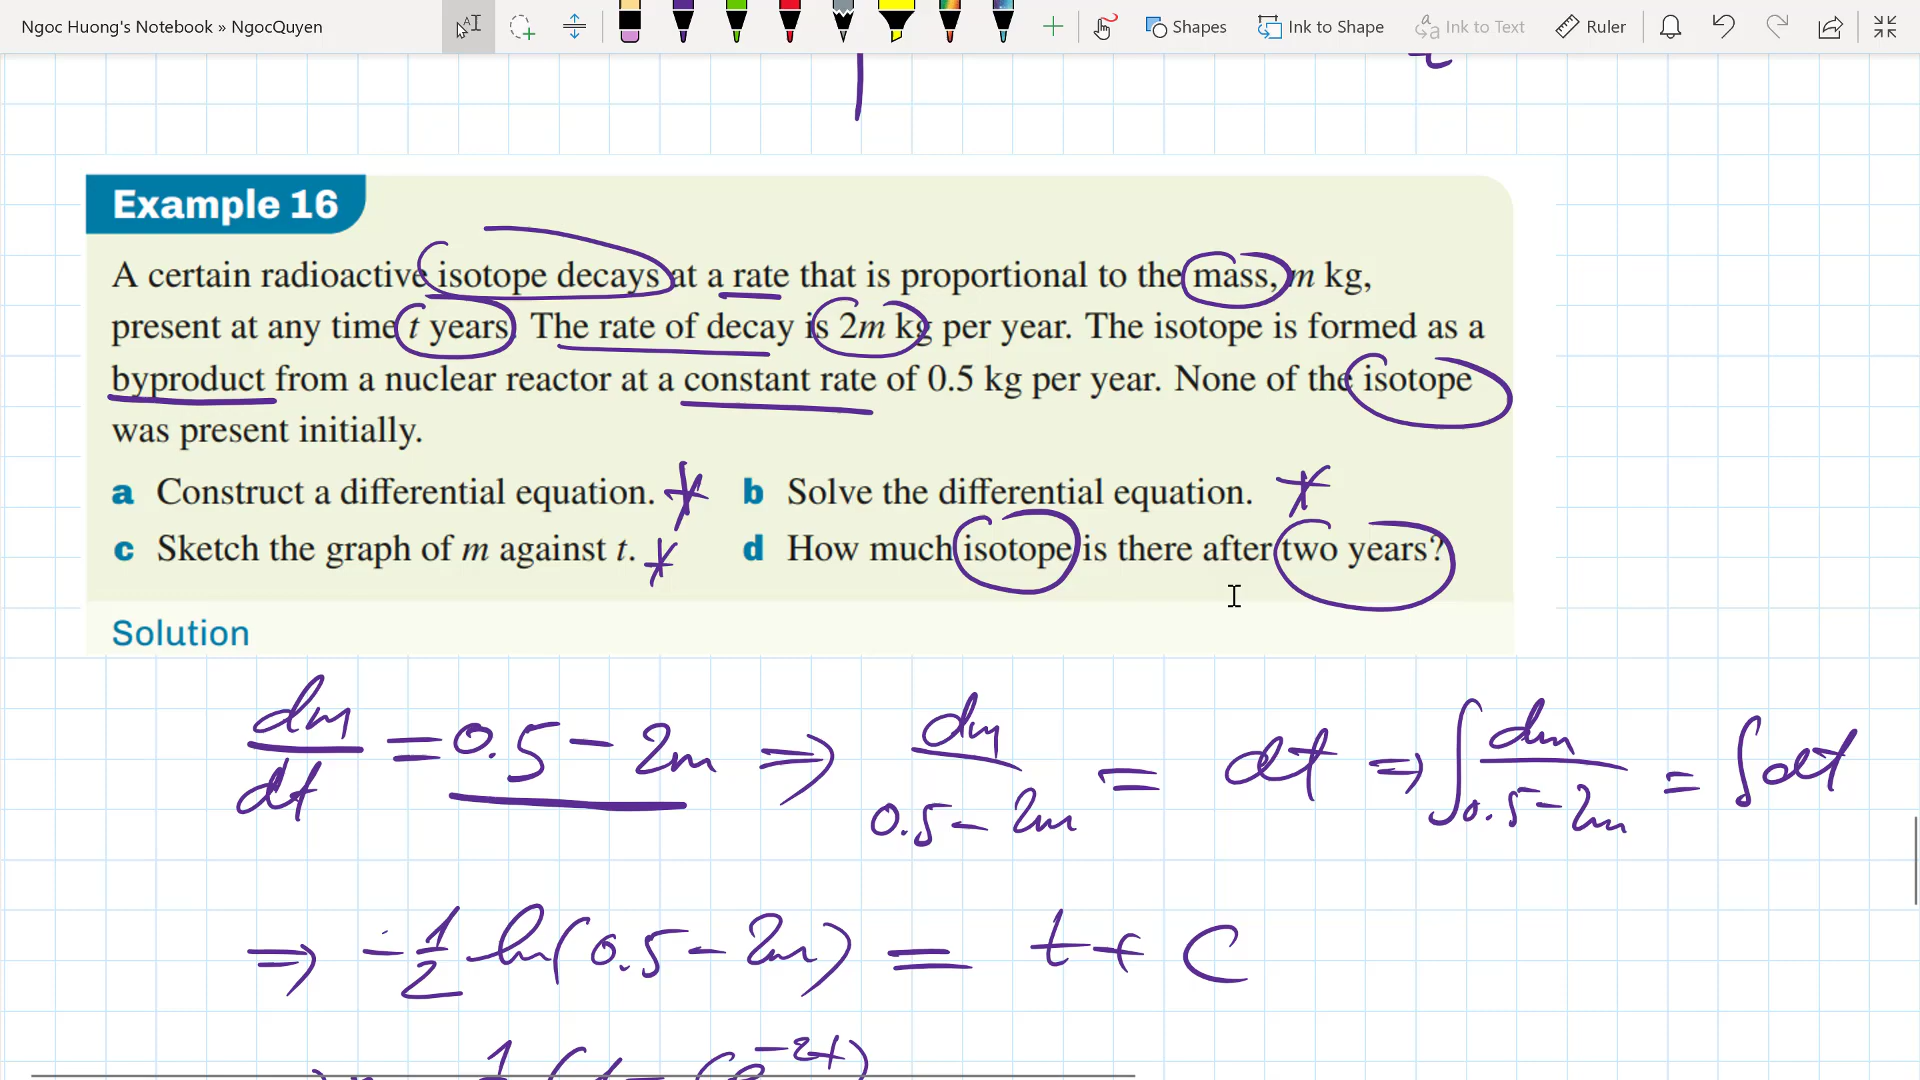 Ngoc Huong's Notebook » NgocQuyen
Shapes
Ink to Shape
Ink to Text
Ruler
Example 16
A certain radioactive isotope decays at a rate that is proportional to the mass, m kg,
present at any time t years. The rate of decay is 2m kg per year. The isotope is formed as a
byproduct from a nuclear reactor at a constant rate of 0.5 kg per year. None of the isotope
was present initially.
a Construct a differential equation.
b Solve the differential equation.
c Sketch the graph of m against t.
d How much isotope is there after two years?
Solution
dm/dt = 0.5 - 2m ⇒ dm/(0.5 - 2m) = dt ⇒ ∫ dm/(0.5 - 2m) = ∫ dt
⇒ -1/2 ln(0.5 - 2m) = t + C